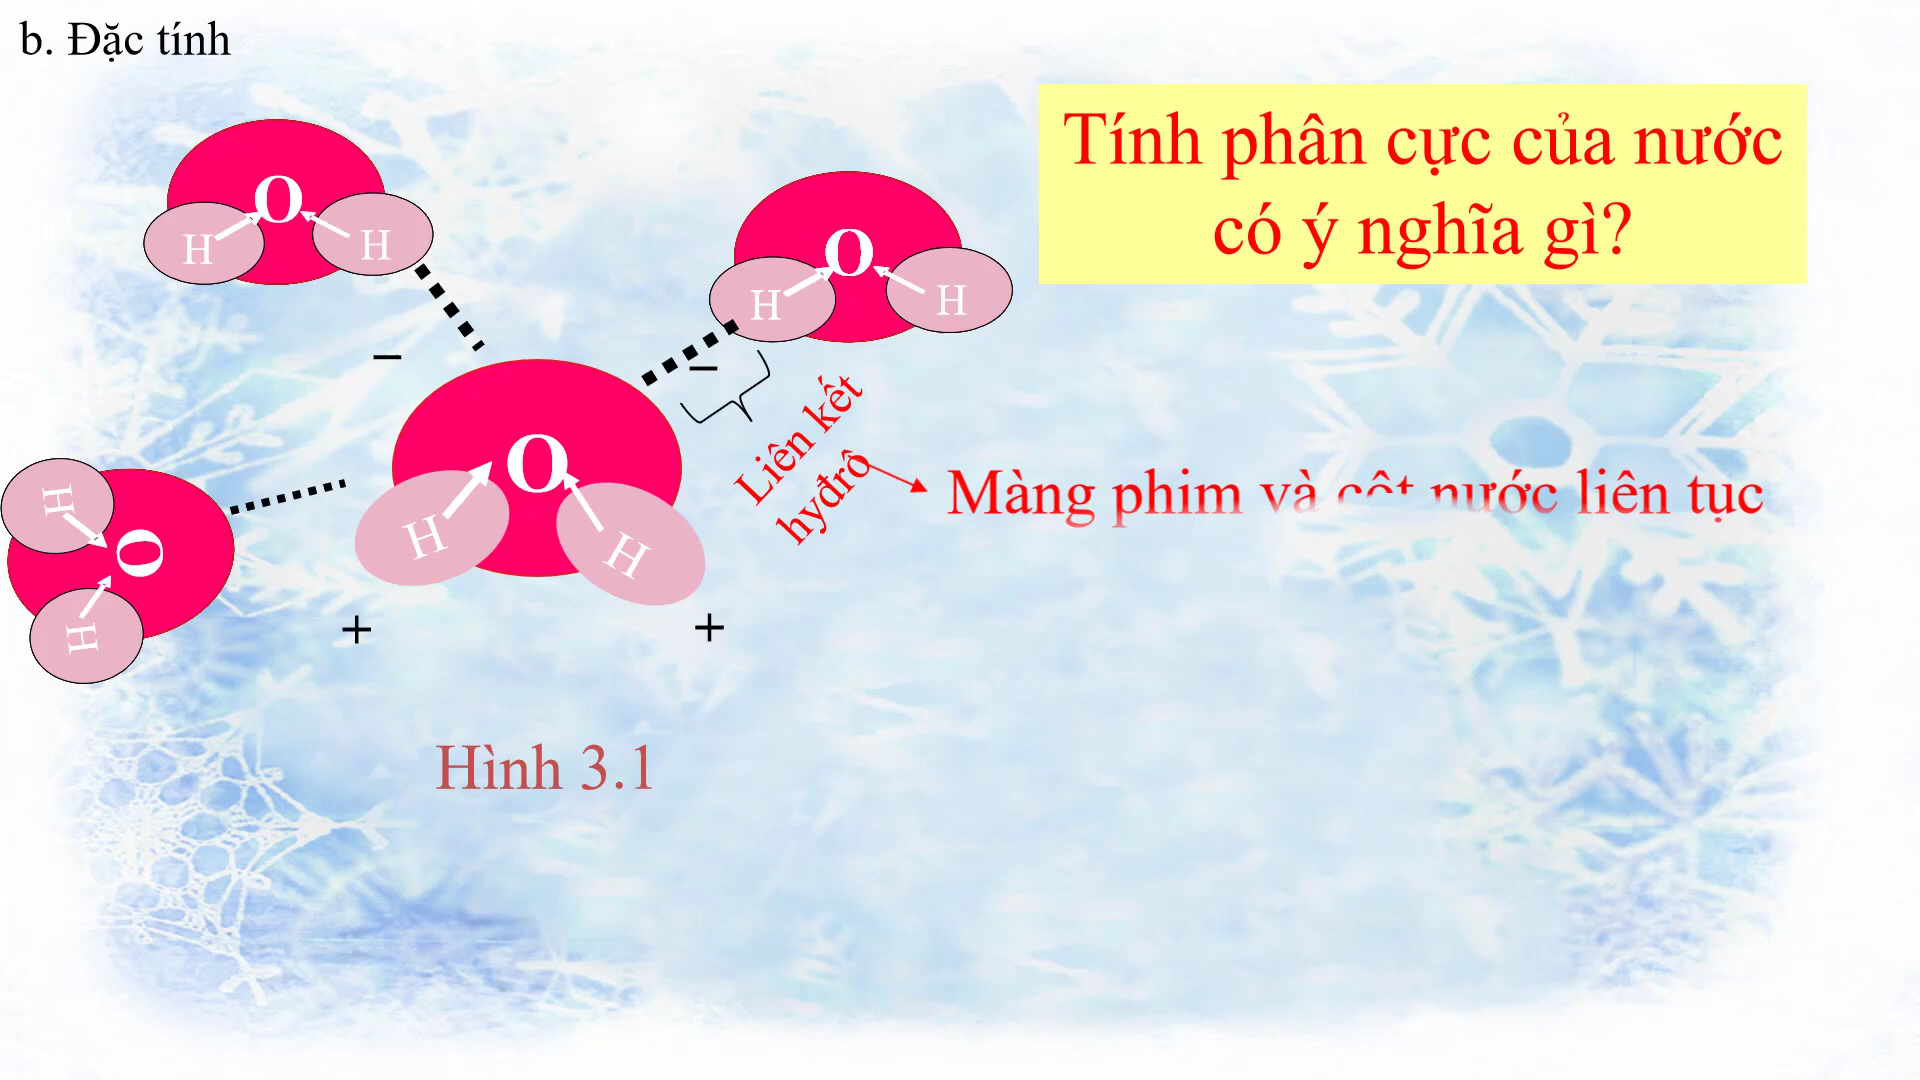 b. Đặc tính
Tính phân cực của nước
có ý nghĩa gì?
O
H
H
O
H
H
–
–
Liên kết
hyđrô
O
H
H
Màng phim và cột nước liên tục
H
O
H
+
+
Hình 3.1